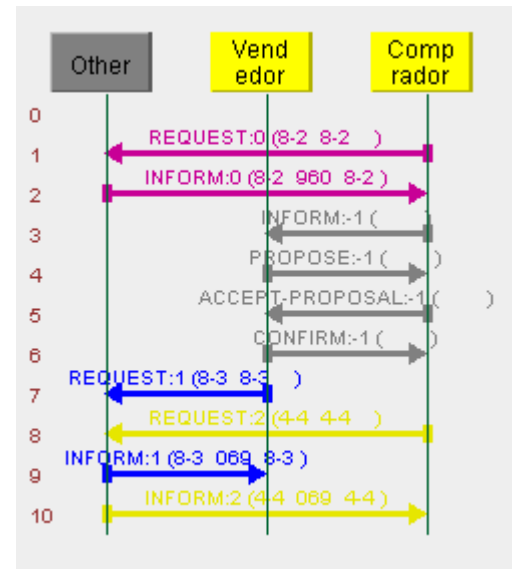 Other
Vend
edor
Comp
rador
0
REQUEST:0 (8-2 8-2 )
1
INFORM:0 (8-2 960 8-2 )
2
INFORM:-1 ( )
3
PROPOSE:-1 ( )
4
ACCEPT-PROPOSAL:-1 ( )
5
CONFIRM:-1 ( )
6
REQUEST:1 (8-3 8-3 )
7
REQUEST:2 (4-4 4-4 )
8
INFORM:1 (8-3 069 8-3 )
9
INFORM:2 (4-4 069 4-4 )
10